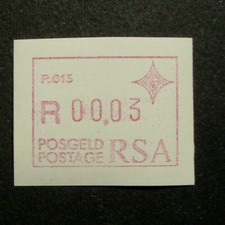 P.015
R 00,03
POSGELD
POSTAGE RSA